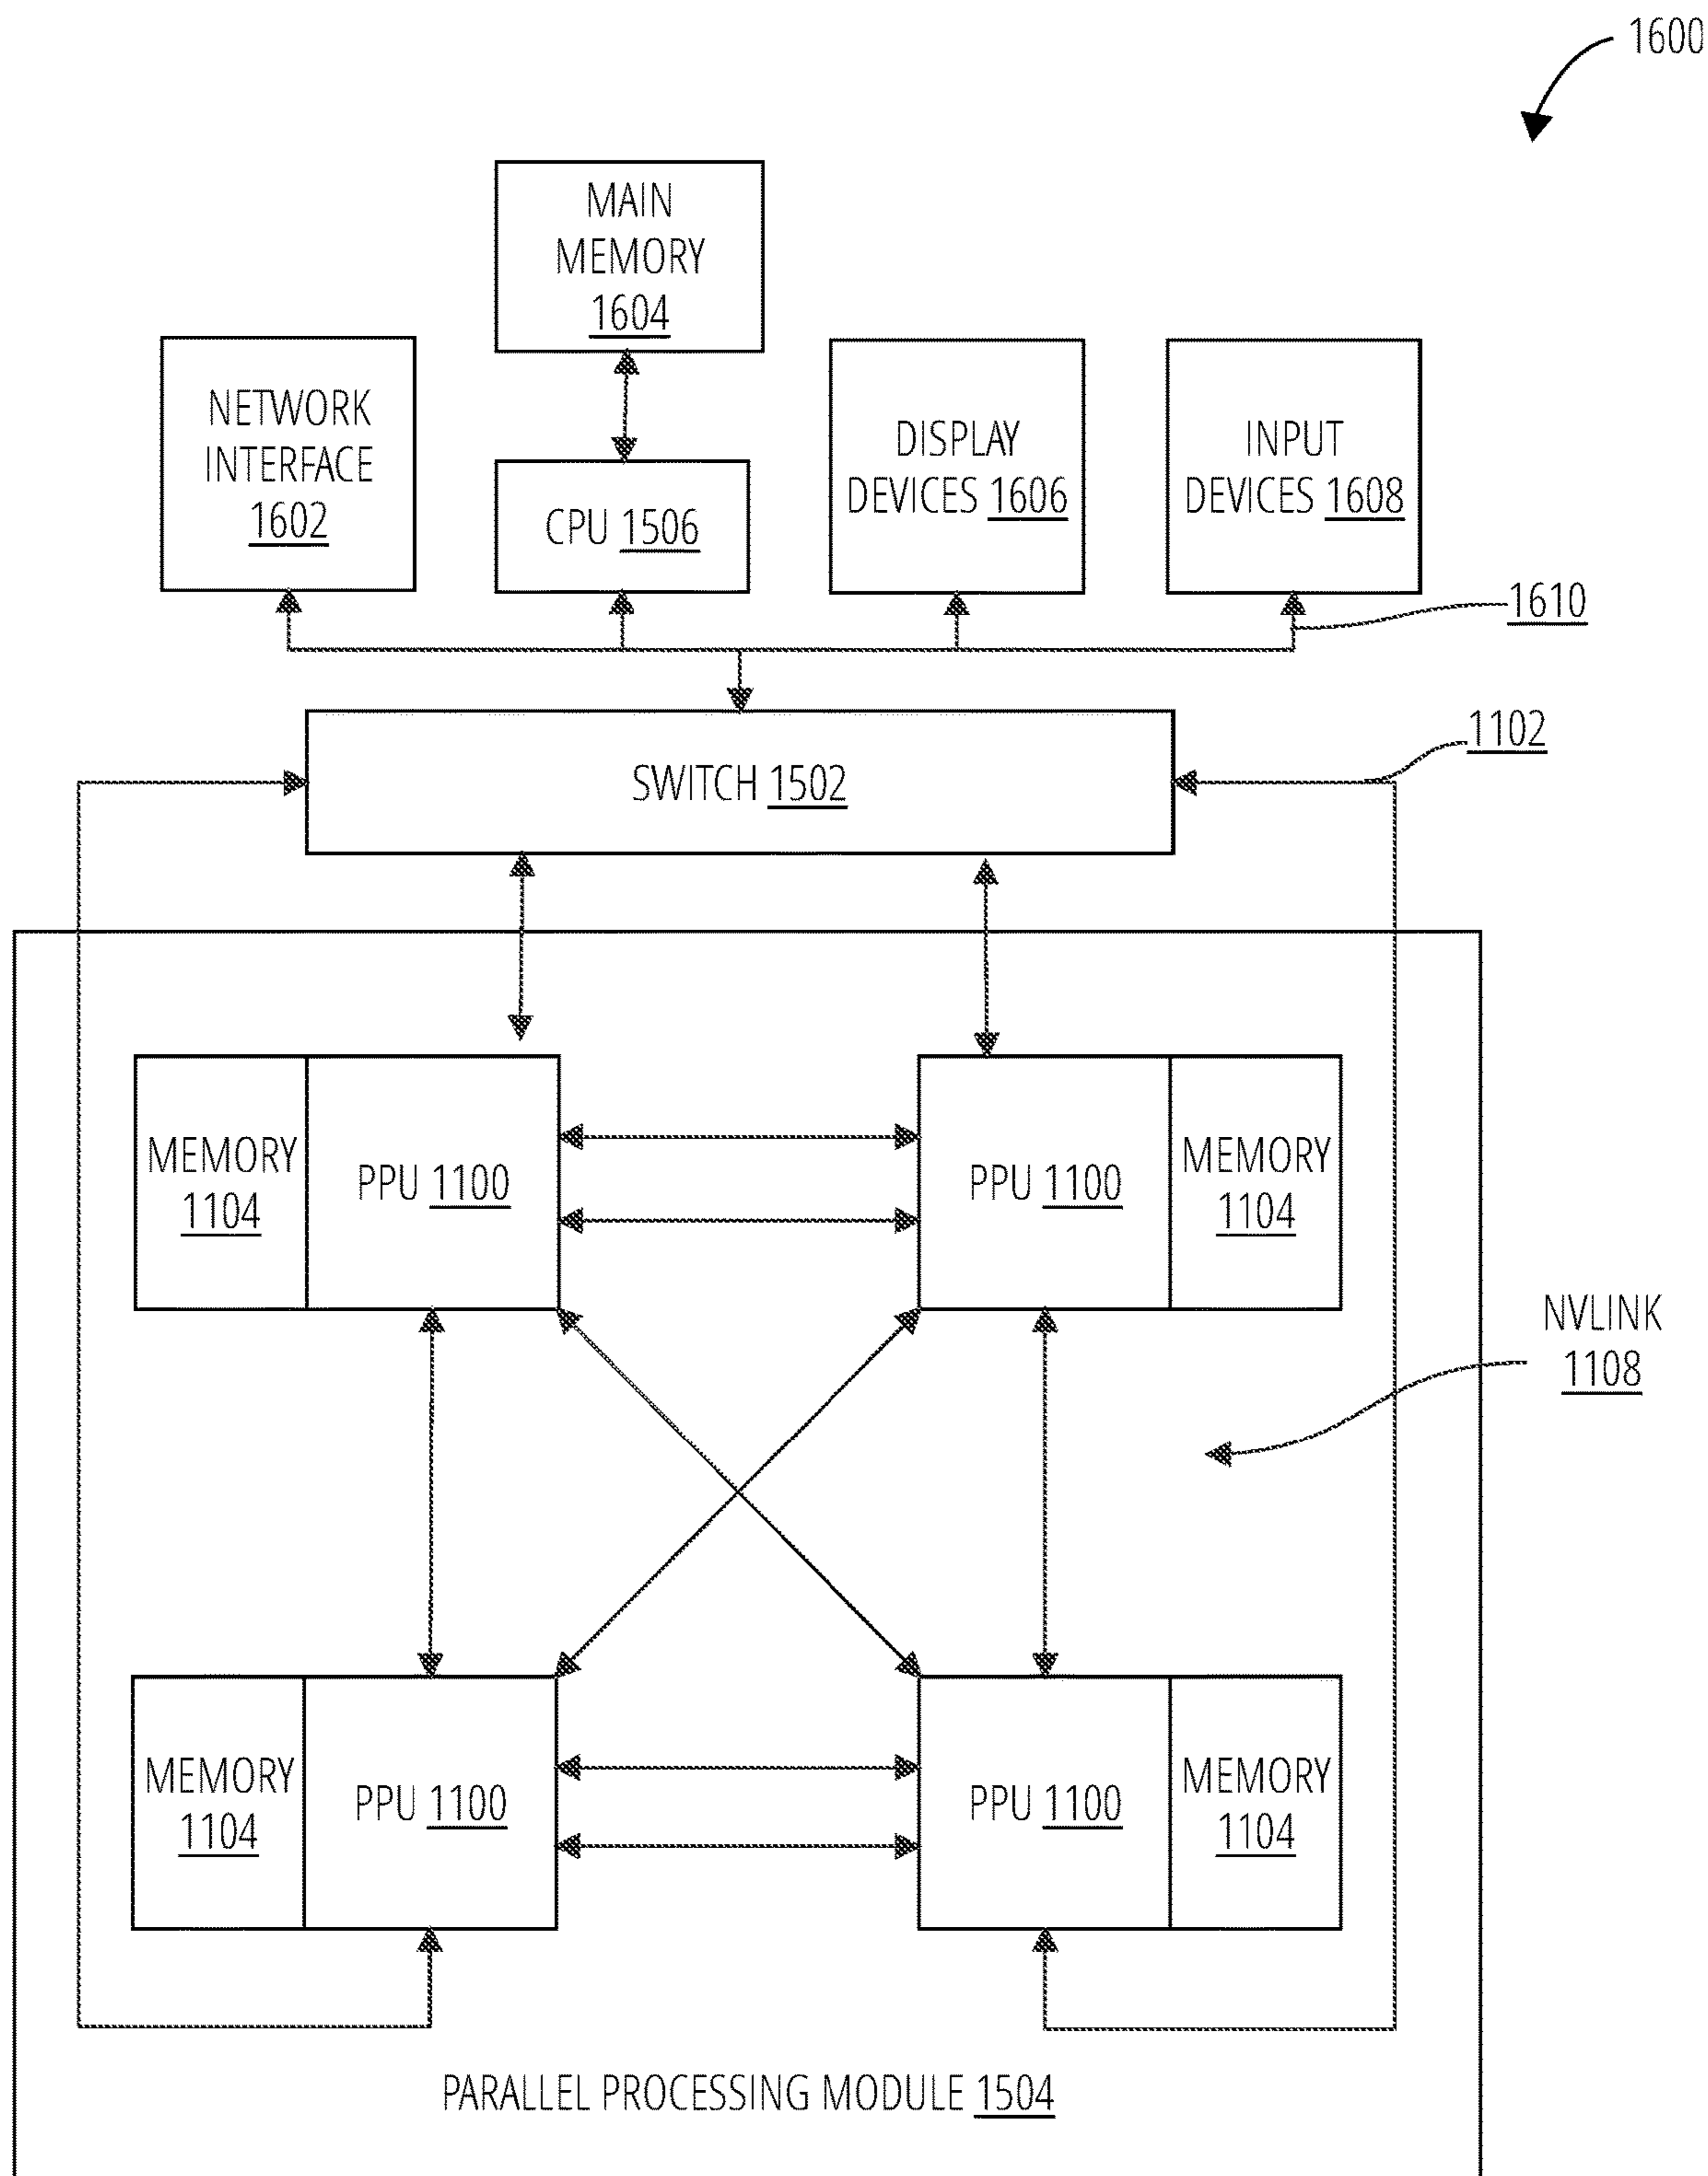 1600
MAIN
MEMORY
1604
NETWORK
INTERFACE
1602
CPU 1506
DISPLAY
DEVICES 1606
INPUT
DEVICES 1608
1610
1102
SWITCH 1502
MEMORY
1104
PPU 1100
PPU 1100
MEMORY
1104
NVLINK
1108
MEMORY
1104
PPU 1100
PPU 1100
MEMORY
1104
PARALLEL PROCESSING MODULE 1504